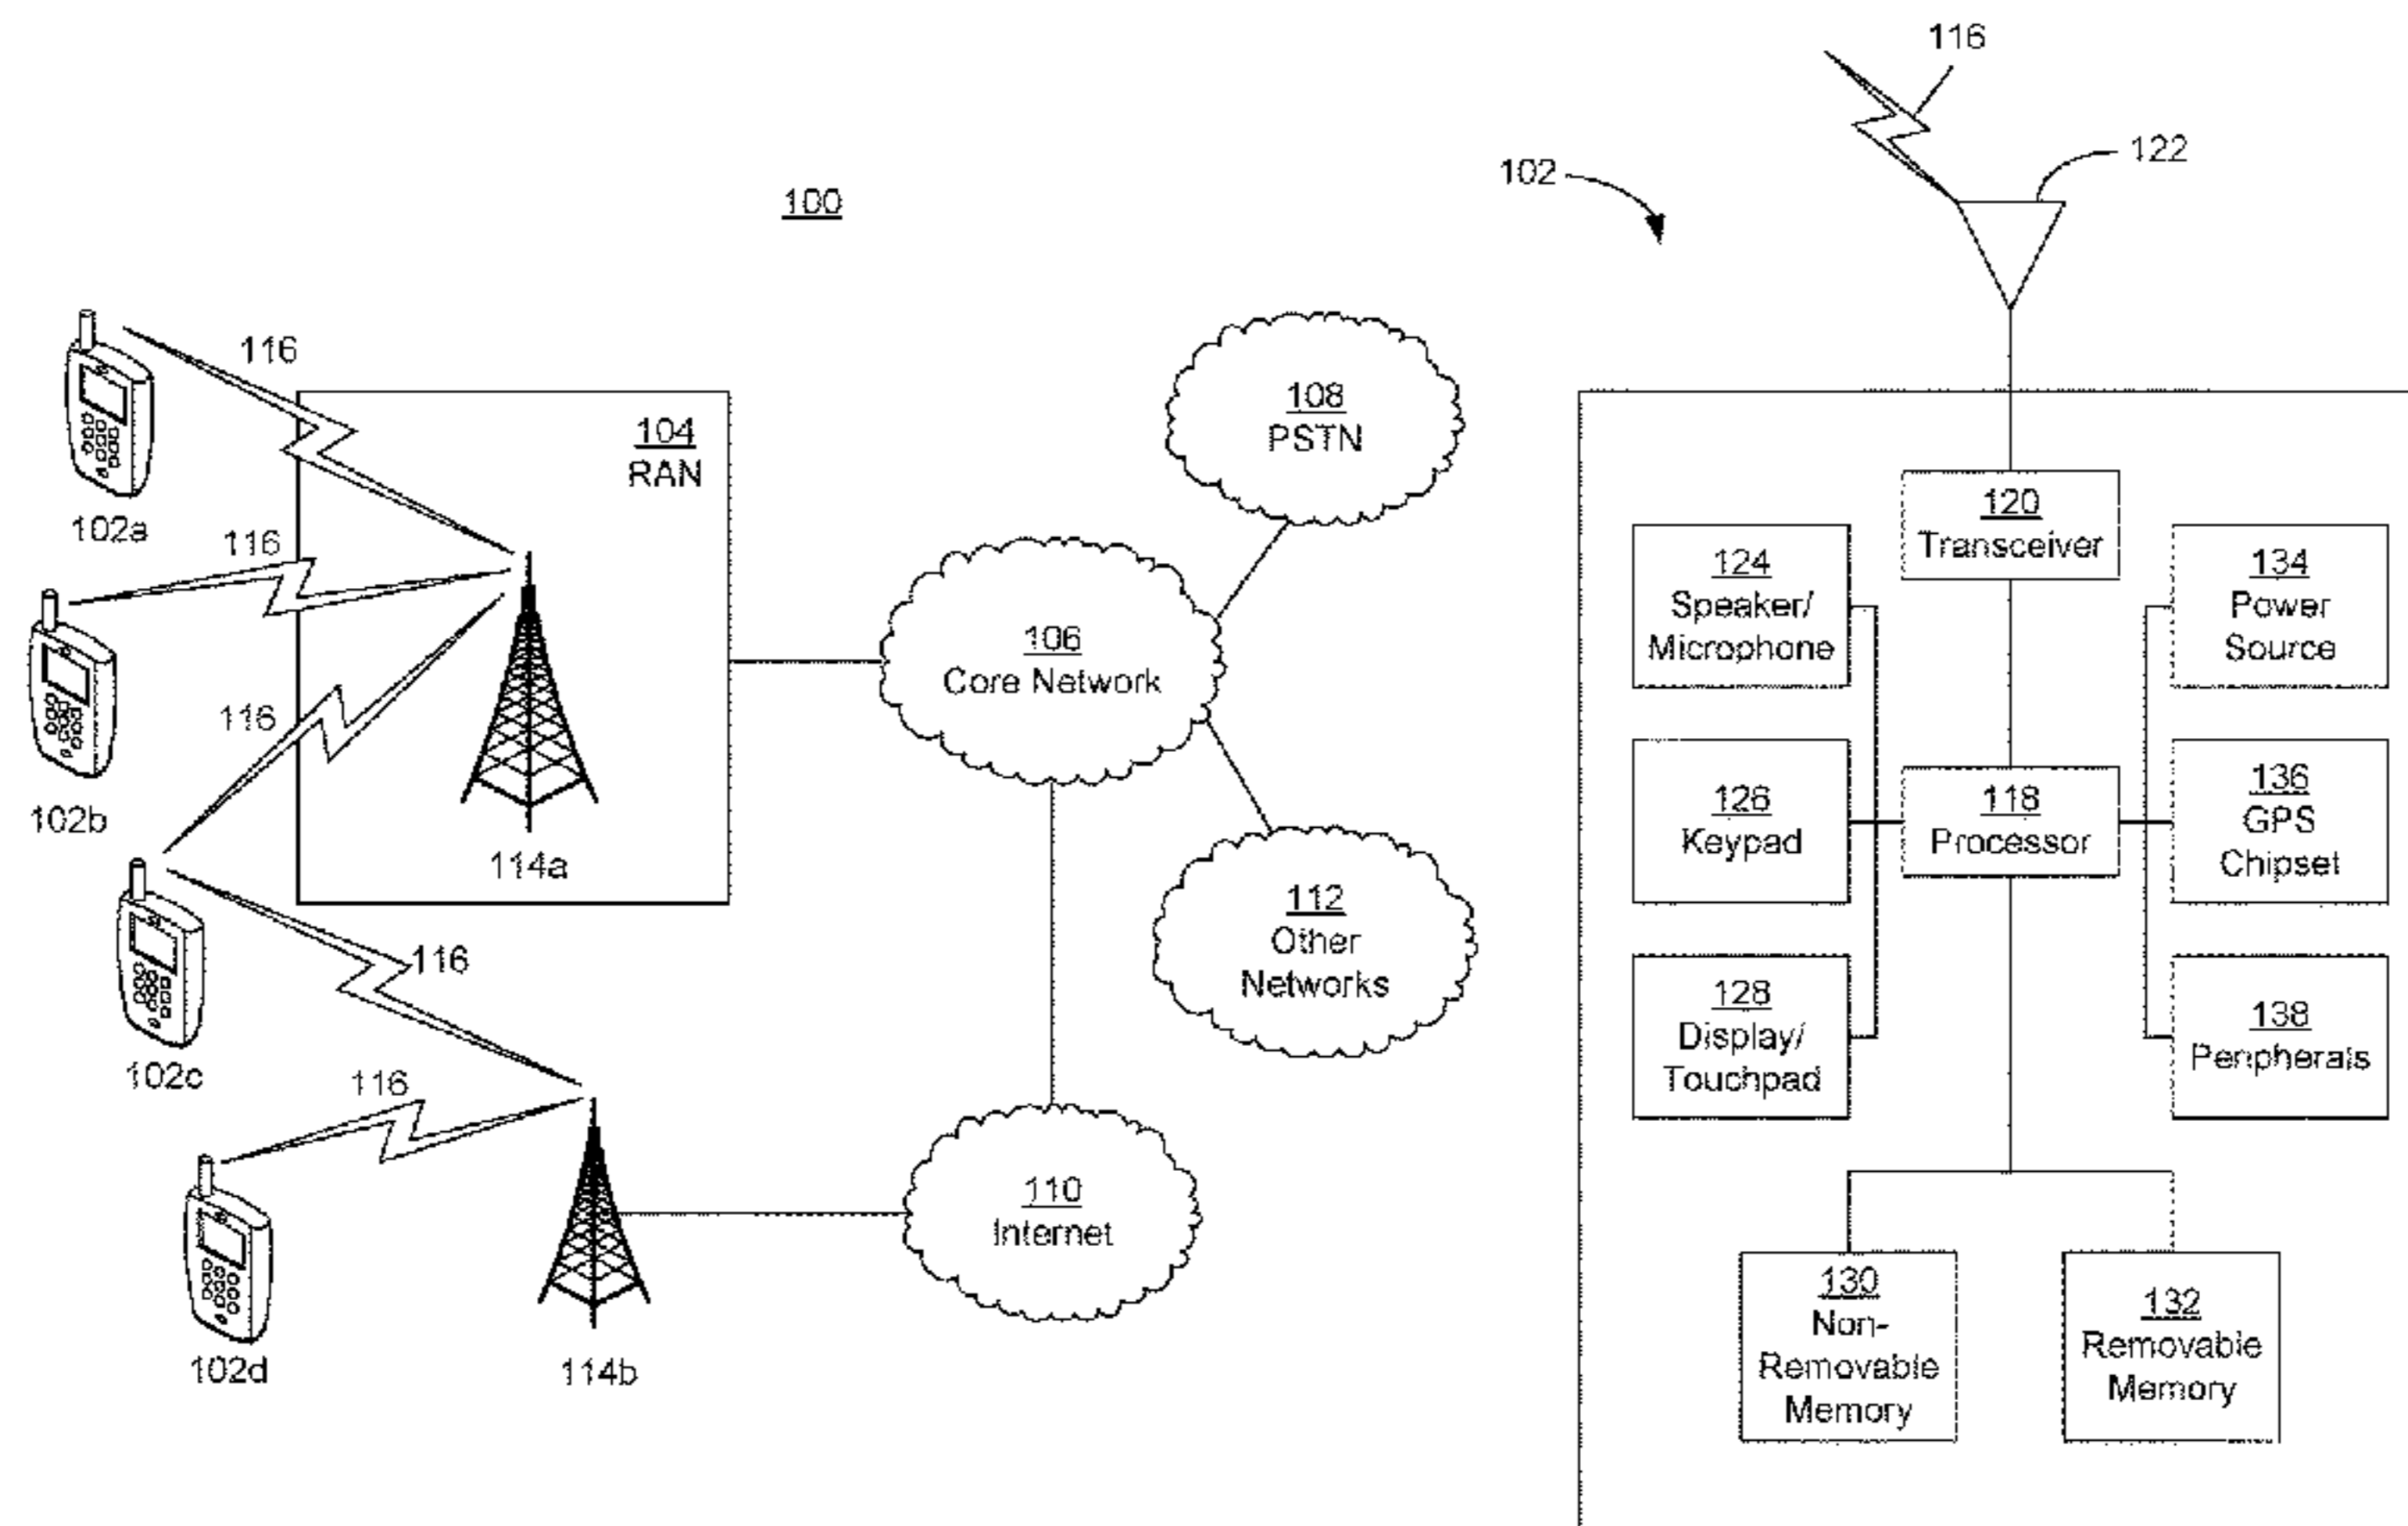 100
116
102a
116
102b
116
102c
116
116
102d
104
RAN
114a
114b
106
Core Network
108
PSTN
112
Other
Networks
110
Internet
116
102
122
120
Transceiver
124
Speaker/
Microphone
134
Power
Source
126
Keypad
118
Processor
136
GPS
Chipset
128
Display/
Touchpad
138
Peripherals
130
Non-
Removable
Memory
132
Removable
Memory